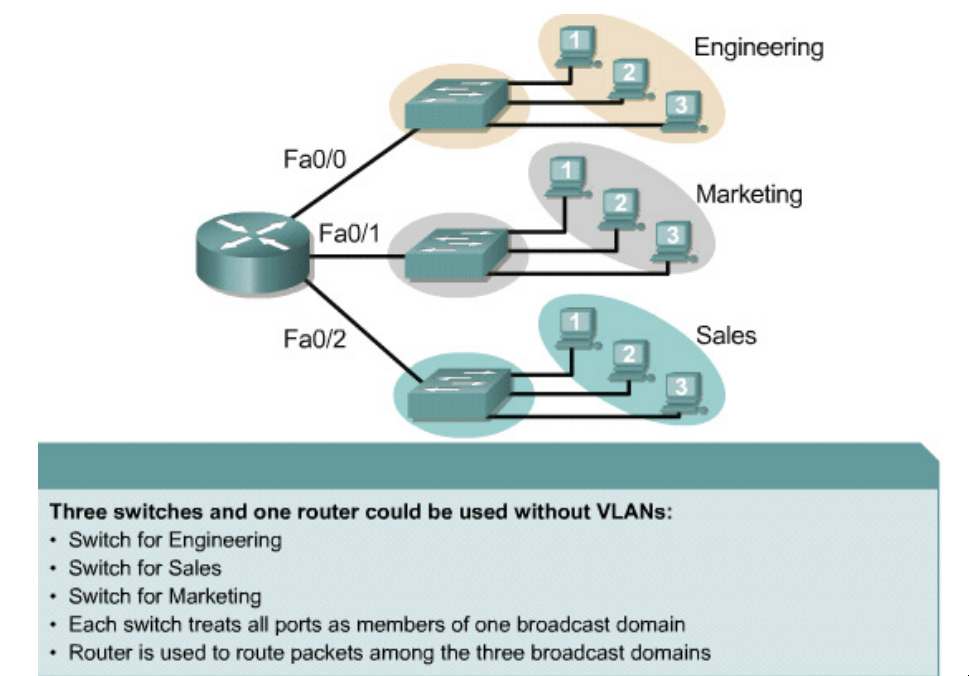 1
Engineering
2
3
Fa0/0
1
Marketing
2
Fa0/1
3
1
Fa0/2
Sales
2
3
Three switches and one router could be used without VLANs:
• Switch for Engineering
• Switch for Sales
• Switch for Marketing
• Each switch treats all ports as members of one broadcast domain
• Router is used to route packets among the three broadcast domains